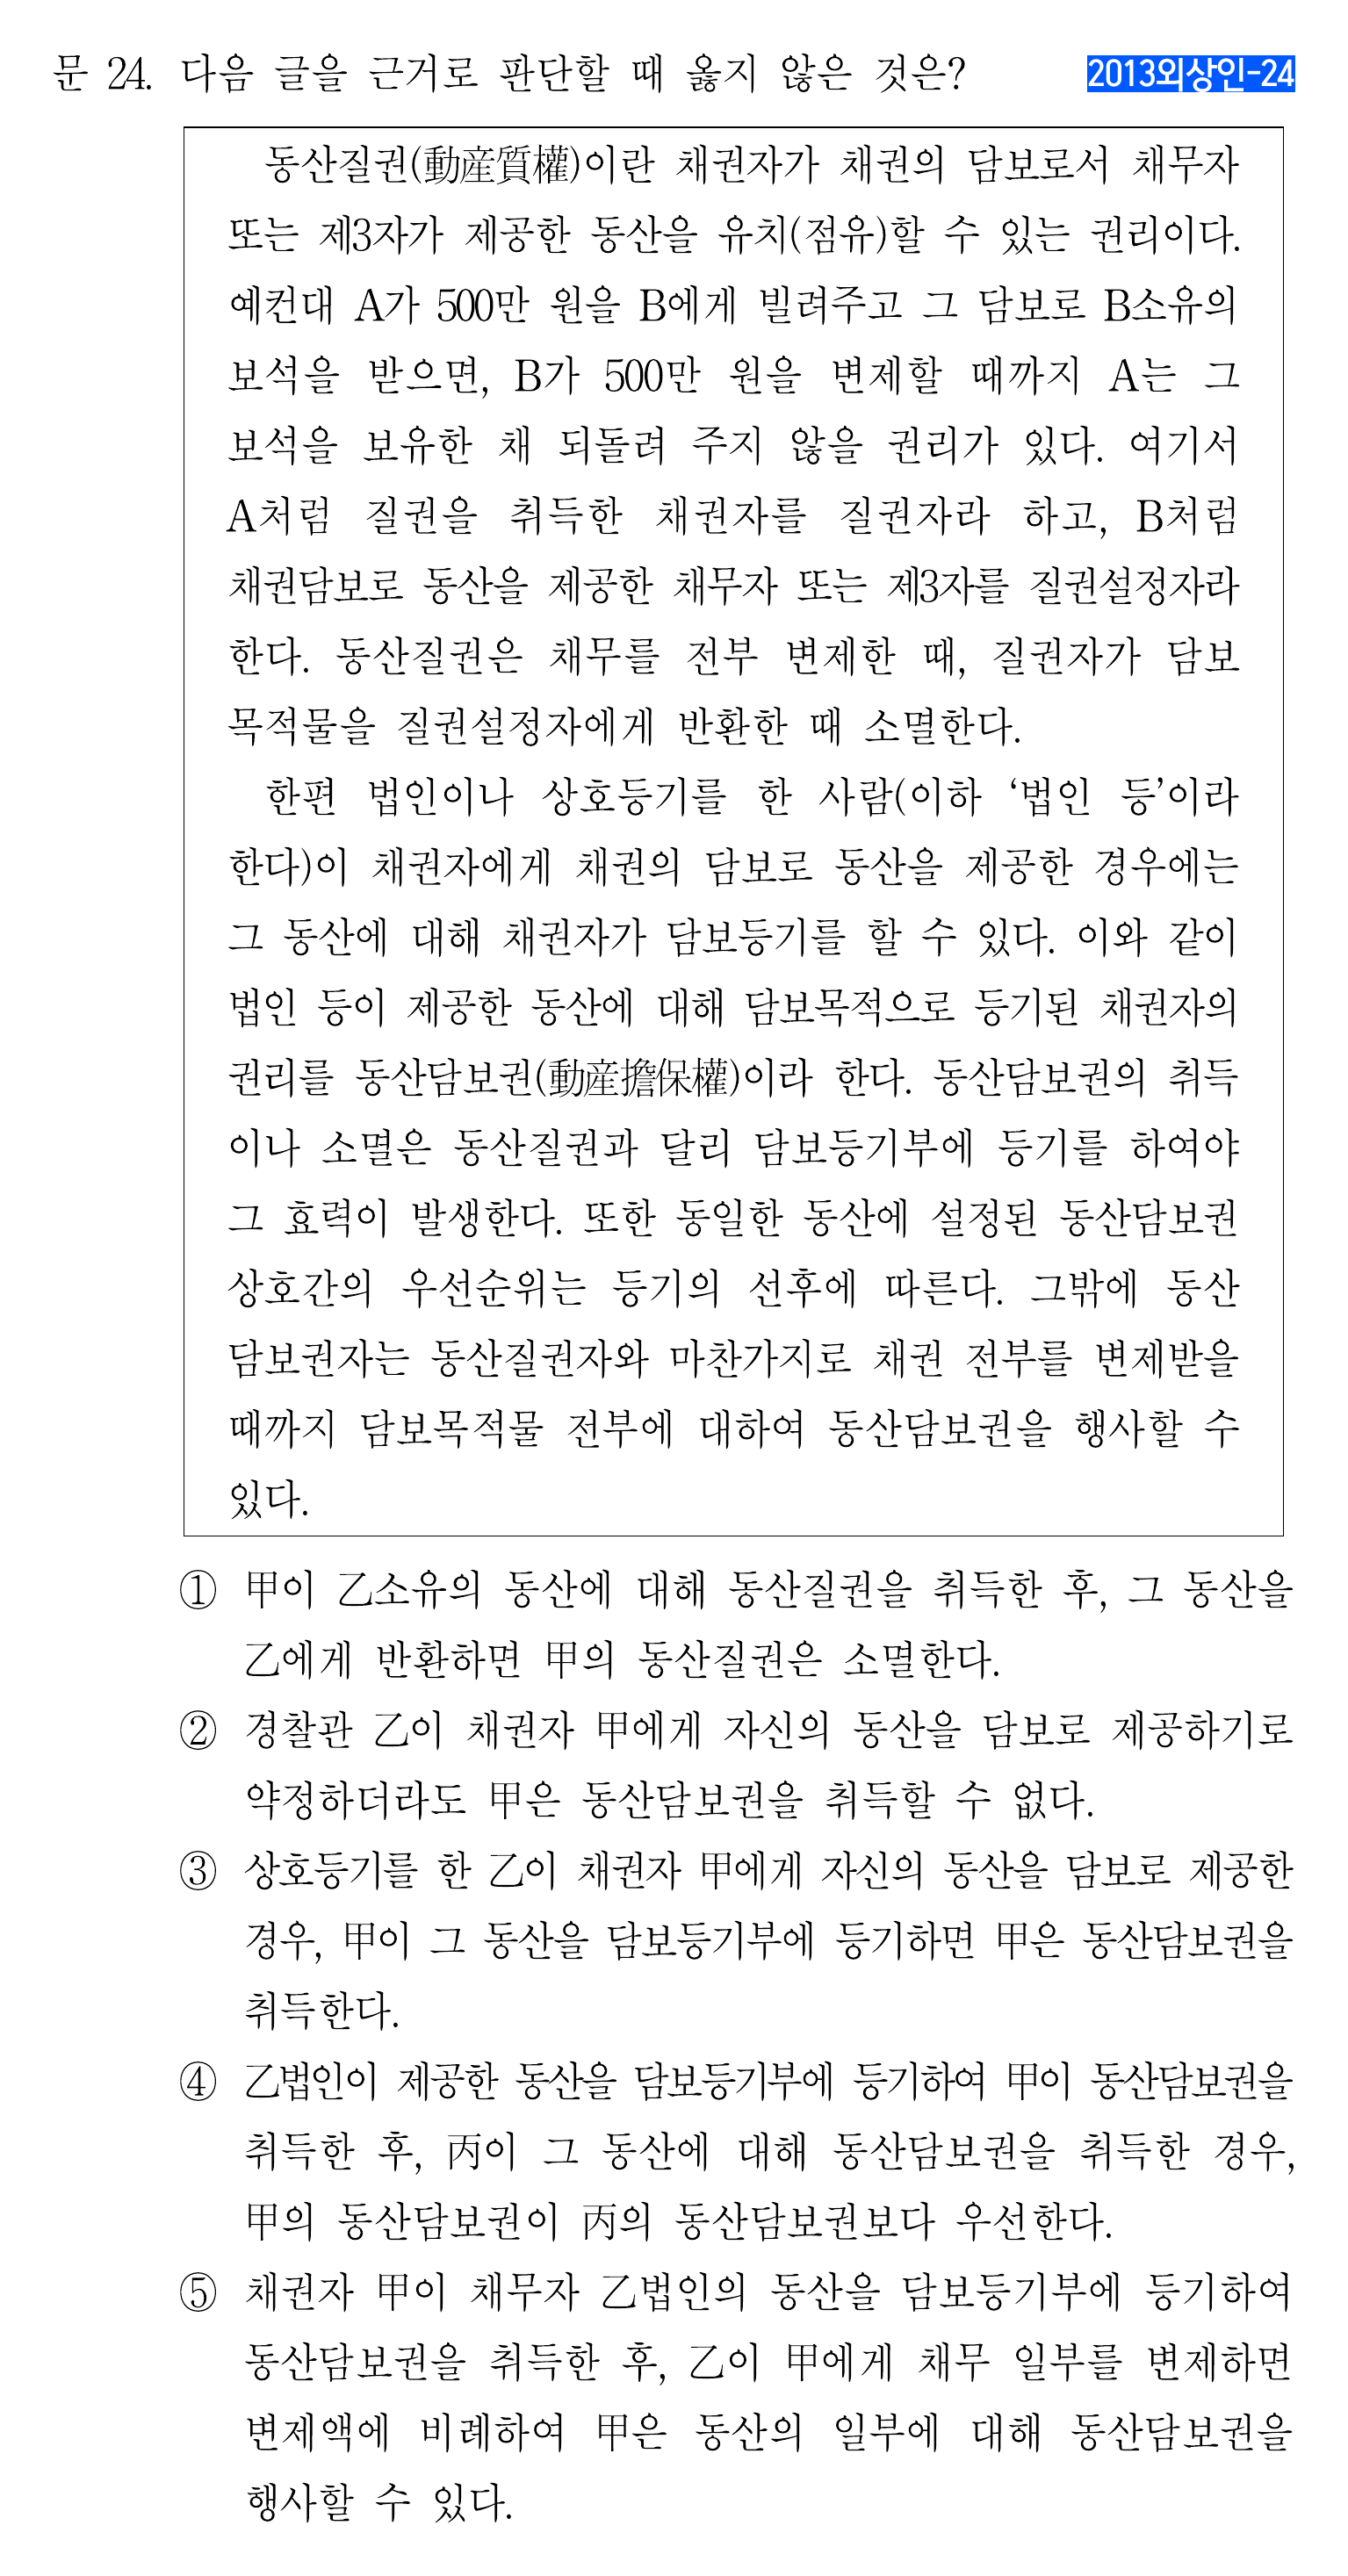 문 24. 다음 글을 근거로 판단할 때 옳지 않은 것은? 2013외상인-24
동산질권(動産質權)이란 채권자가 채권의 담보로서 채무자
또는 제3자가 제공한 동산을 유치(점유)할 수 있는 권리이다.
예컨대 A가 500만 원을 B에게 빌려주고 그 담보로 B소유의
보석을 받으면, B가 500만 원을 변제할 때까지 A는 그
보석을 보유한 채 되돌려 주지 않을 권리가 있다. 여기서
A처럼 질권을 취득한 채권자를 질권자라 하고, B처럼
채권담보로 동산을 제공한 채무자 또는 제3자를 질권설정자라
한다. 동산질권은 채무를 전부 변제한 때, 질권자가 담보
목적물을 질권설정자에게 반환한 때 소멸한다.
한편 법인이나 상호등기를 한 사람(이하 ‘법인 등’이라
한다)이 채권자에게 채권의 담보로 동산을 제공한 경우에는
그 동산에 대해 채권자가 담보등기를 할 수 있다. 이와 같이
법인 등이 제공한 동산에 대해 담보목적으로 등기된 채권자의
권리를 동산담보권(動産擔保權)이라 한다. 동산담보권의 취득
이나 소멸은 동산질권과 달리 담보등기부에 등기를 하여야
그 효력이 발생한다. 또한 동일한 동산에 설정된 동산담보권
상호간의 우선순위는 등기의 선후에 따른다. 그밖에 동산
담보권자는 동산질권자와 마찬가지로 채권 전부를 변제받을
때까지 담보목적물 전부에 대하여 동산담보권을 행사할 수
있다.
① 甲이 乙소유의 동산에 대해 동산질권을 취득한 후, 그 동산을
乙에게 반환하면 甲의 동산질권은 소멸한다.
② 경찰관 乙이 채권자 甲에게 자신의 동산을 담보로 제공하기로
약정하더라도 甲은 동산담보권을 취득할 수 없다.
③ 상호등기를 한 乙이 채권자 甲에게 자신의 동산을 담보로 제공한
경우, 甲이 그 동산을 담보등기부에 등기하면 甲은 동산담보권을
취득한다.
④ 乙법인이 제공한 동산을 담보등기부에 등기하여 甲이 동산담보권을
취득한 후, 丙이 그 동산에 대해 동산담보권을 취득한 경우,
甲의 동산담보권이 丙의 동산담보권보다 우선한다.
⑤ 채권자 甲이 채무자 乙법인의 동산을 담보등기부에 등기하여
동산담보권을 취득한 후, 乙이 甲에게 채무 일부를 변제하면
변제액에 비례하여 甲은 동산의 일부에 대해 동산담보권을
행사할 수 있다.